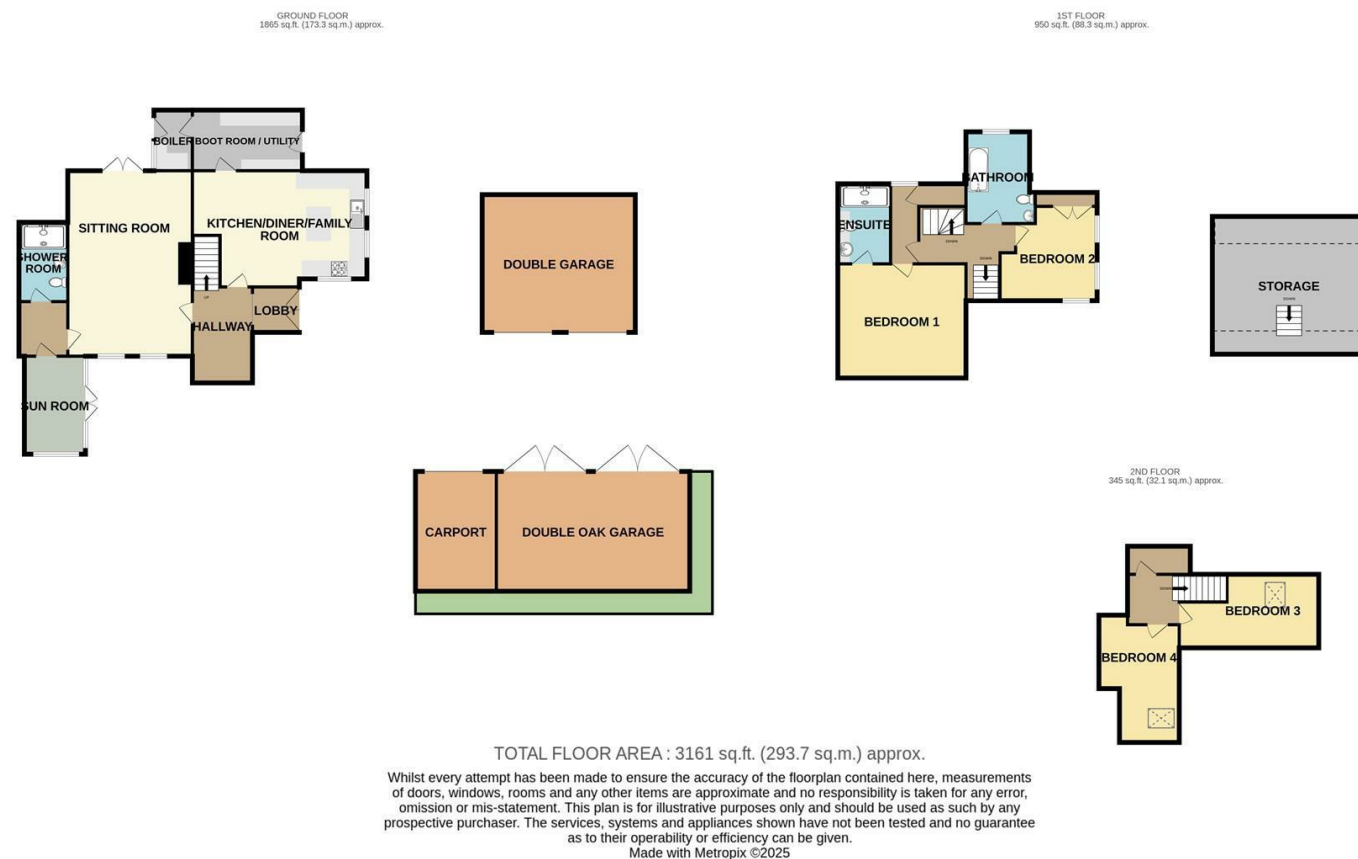 GROUND FLOOR
1865 sq.ft. (173.3 sq.m.) approx.
BOILER
BOOT ROOM / UTILITY
SITTING ROOM
KITCHEN/DINER/FAMILY
ROOM
SHOWER
ROOM
UP
LOBBY
HALLWAY
SUN ROOM
DOUBLE GARAGE
CARPORT
DOUBLE OAK GARAGE
1ST FLOOR
950 sq.ft. (88.3 sq.m.) approx.
BATHROOM
ENSUITE
DOWN
DOWN
BEDROOM 2
BEDROOM 1
STORAGE
DOWN
2ND FLOOR
345 sq.ft. (32.1 sq.m.) approx.
DOWN
BEDROOM 3
BEDROOM 4
TOTAL FLOOR AREA : 3161 sq.ft. (293.7 sq.m.) approx.
Whilst every attempt has been made to ensure the accuracy of the floorplan contained here, measurements
of doors, windows, rooms and any other items are approximate and no responsibility is taken for any error,
omission or mis-statement. This plan is for illustrative purposes only and should be used as such by any
prospective purchaser. The services, systems and appliances shown have not been tested and no guarantee
as to their operability or efficiency can be given.
Made with Metropix ©2025